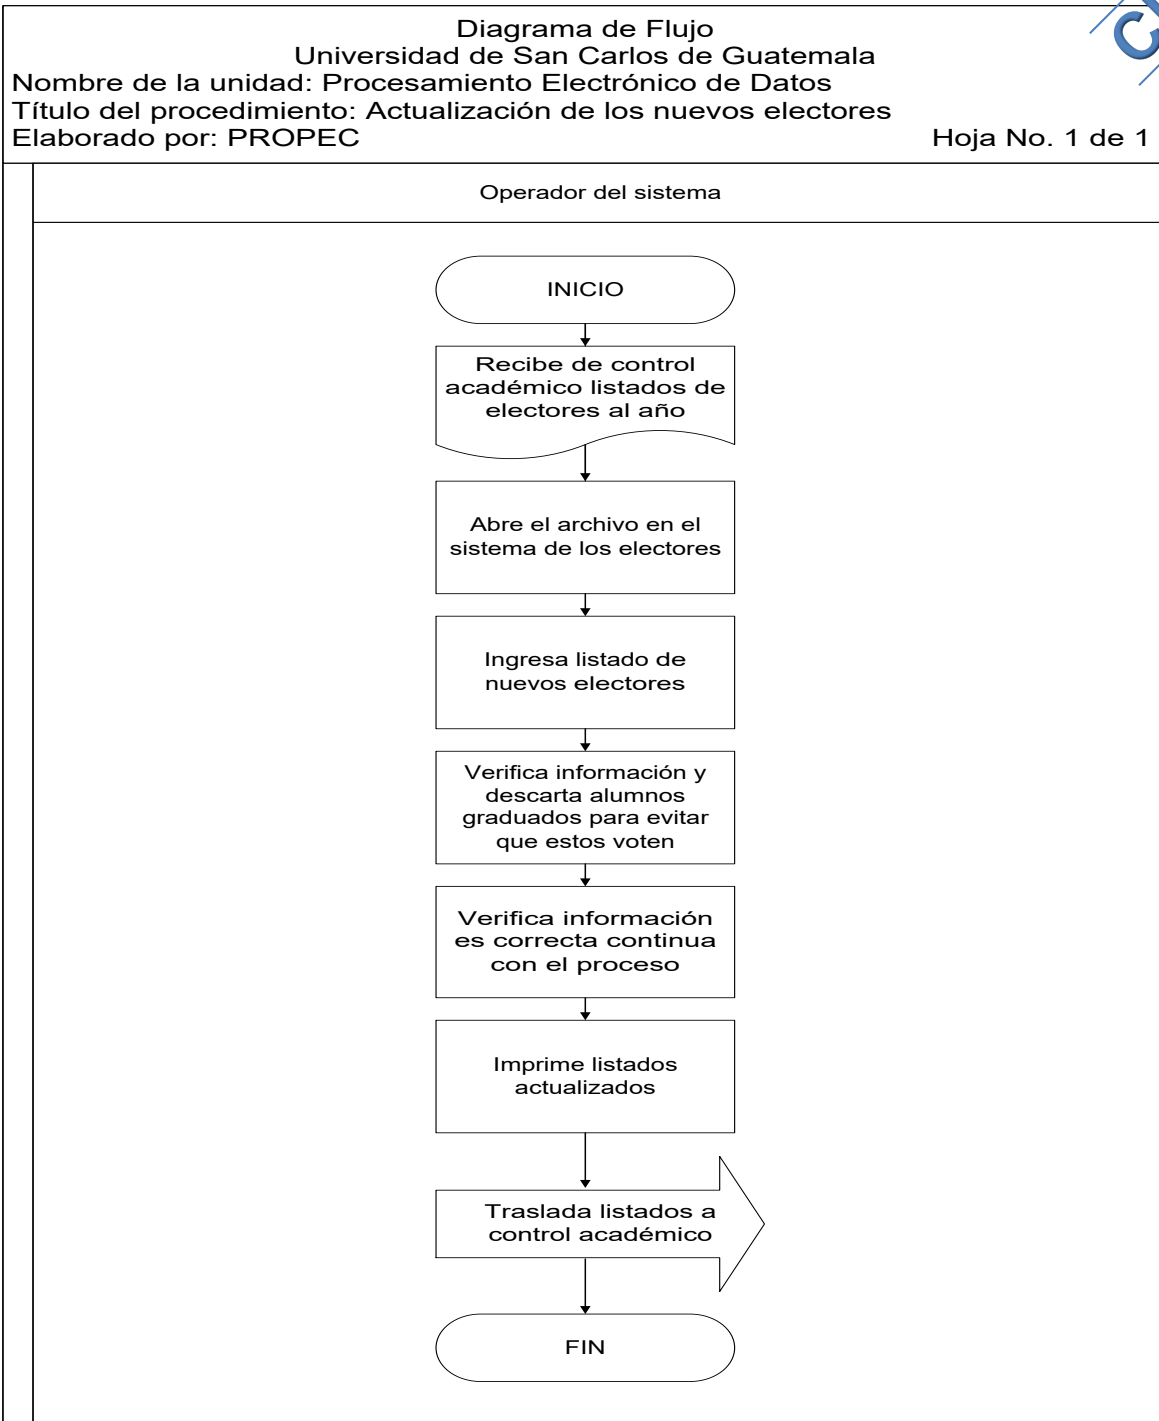 Diagrama de Flujo
Universidad de San Carlos de Guatemala
Nombre de la unidad: Procesamiento Electrónico de Datos
Título del procedimiento: Actualización de los nuevos electores
Elaborado por: PROPEC Hoja No. 1 de 1
Operador del sistema
INICIO
Recibe de control
académico listados de
electores al año
Abre el archivo en el
sistema de los electores
Ingresa listado de
nuevos electores
Verifica información y
descarta alumnos
graduados para evitar
que estos voten
Verifica información
es correcta continua
con el proceso
Imprime listados
actualizados
Traslada listados a
control académico
FIN